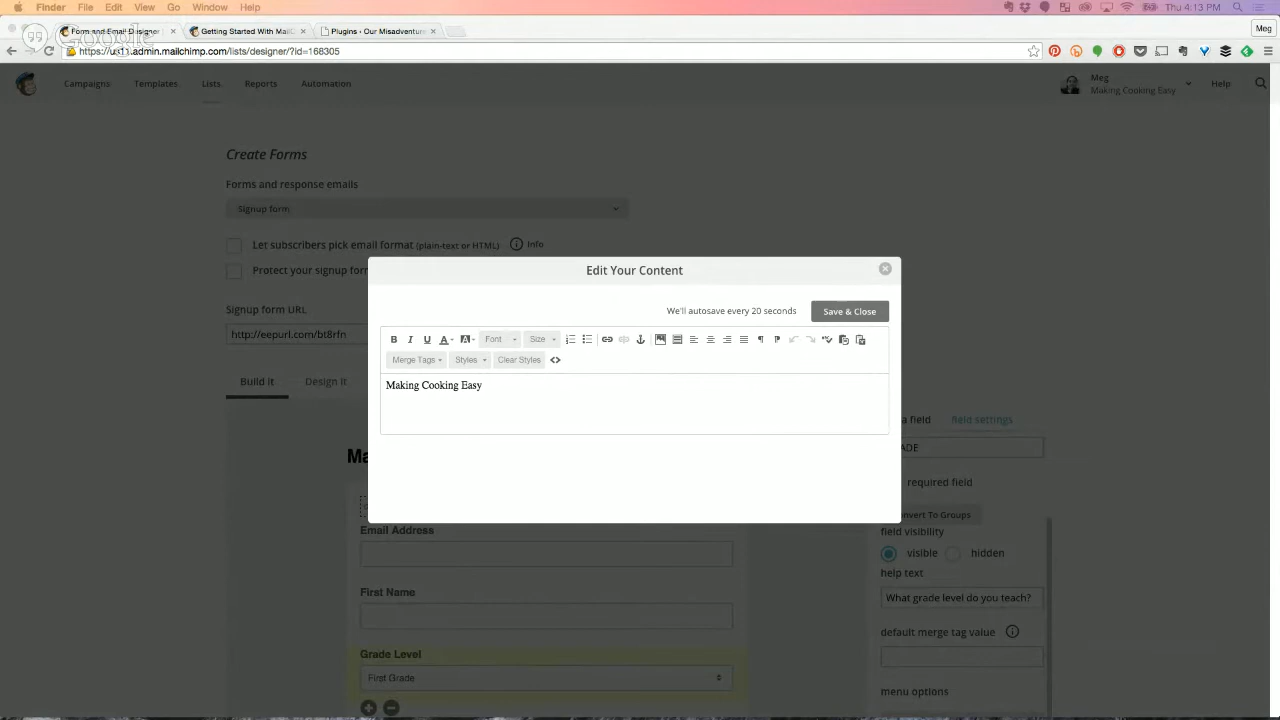 Finder File Edit View Go Window Help Thu 4:13 PM
Form and Email Designer Getting Started With MailC Plugins ‹ Our Misadventure Meg
Google
https://us11.admin.mailchimp.com/lists/designer/?id=168305
Campaigns Templates Lists Reports Automation Meg Help
Making Cooking Easy
Create Forms
Forms and response emails
Signup form
Let subscribers pick email format (plain-text or HTML) Info
Protect your signup for
Edit Your Content
Signup form URL
We'll autosave every 20 seconds Save & Close
http://eepurl.com/bt8rfn
B I U A A Font Size
Merge Tags Styles Clear Styles <>
Build It Design It
Making Cooking Easy
a field Field settings
ADE
Ma
required field
nvert To Groups
Email Address
field visibility
visible hidden
help text
First Name
What grade level do you teach?
default merge tag value
Grade Level
First Grade
menu options